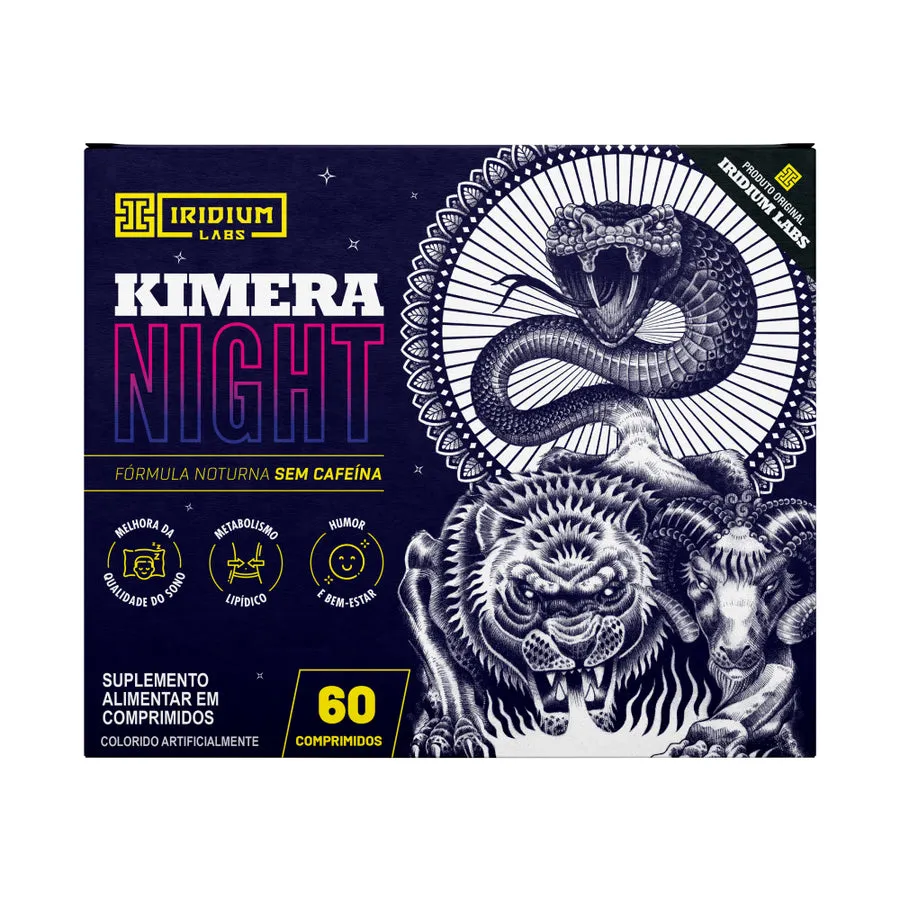 IRIDIUM
LABS
KIMERA
NIGHT
FÓRMULA NOTURNA SEM CAFEÍNA
MELHORA DA
QUALIDADE DO SONO
METABOLISMO
LIPÍDICO
HUMOR
E BEM-ESTAR
SUPLEMENTO
ALIMENTAR EM
COMPRIMIDOS
COLORIDO ARTIFICIALMENTE
60
COMPRIMIDOS
PRODUTO ORIGINAL
IRIDIUM LABS